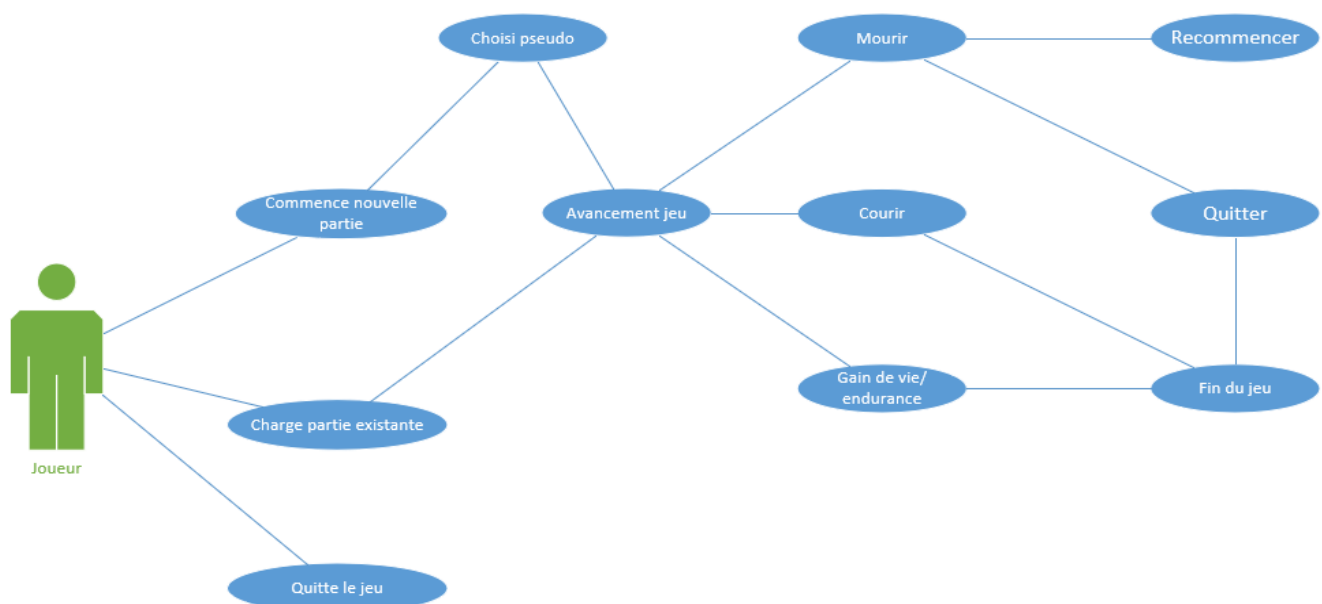 Choisi pseudo
Mourir
Recommencer
Commence nouvelle
partie
Avancement jeu
Courir
Quitter
Gain de vie/
endurance
Fin du jeu
Charge partie existante
Joueur
Quitte le jeu